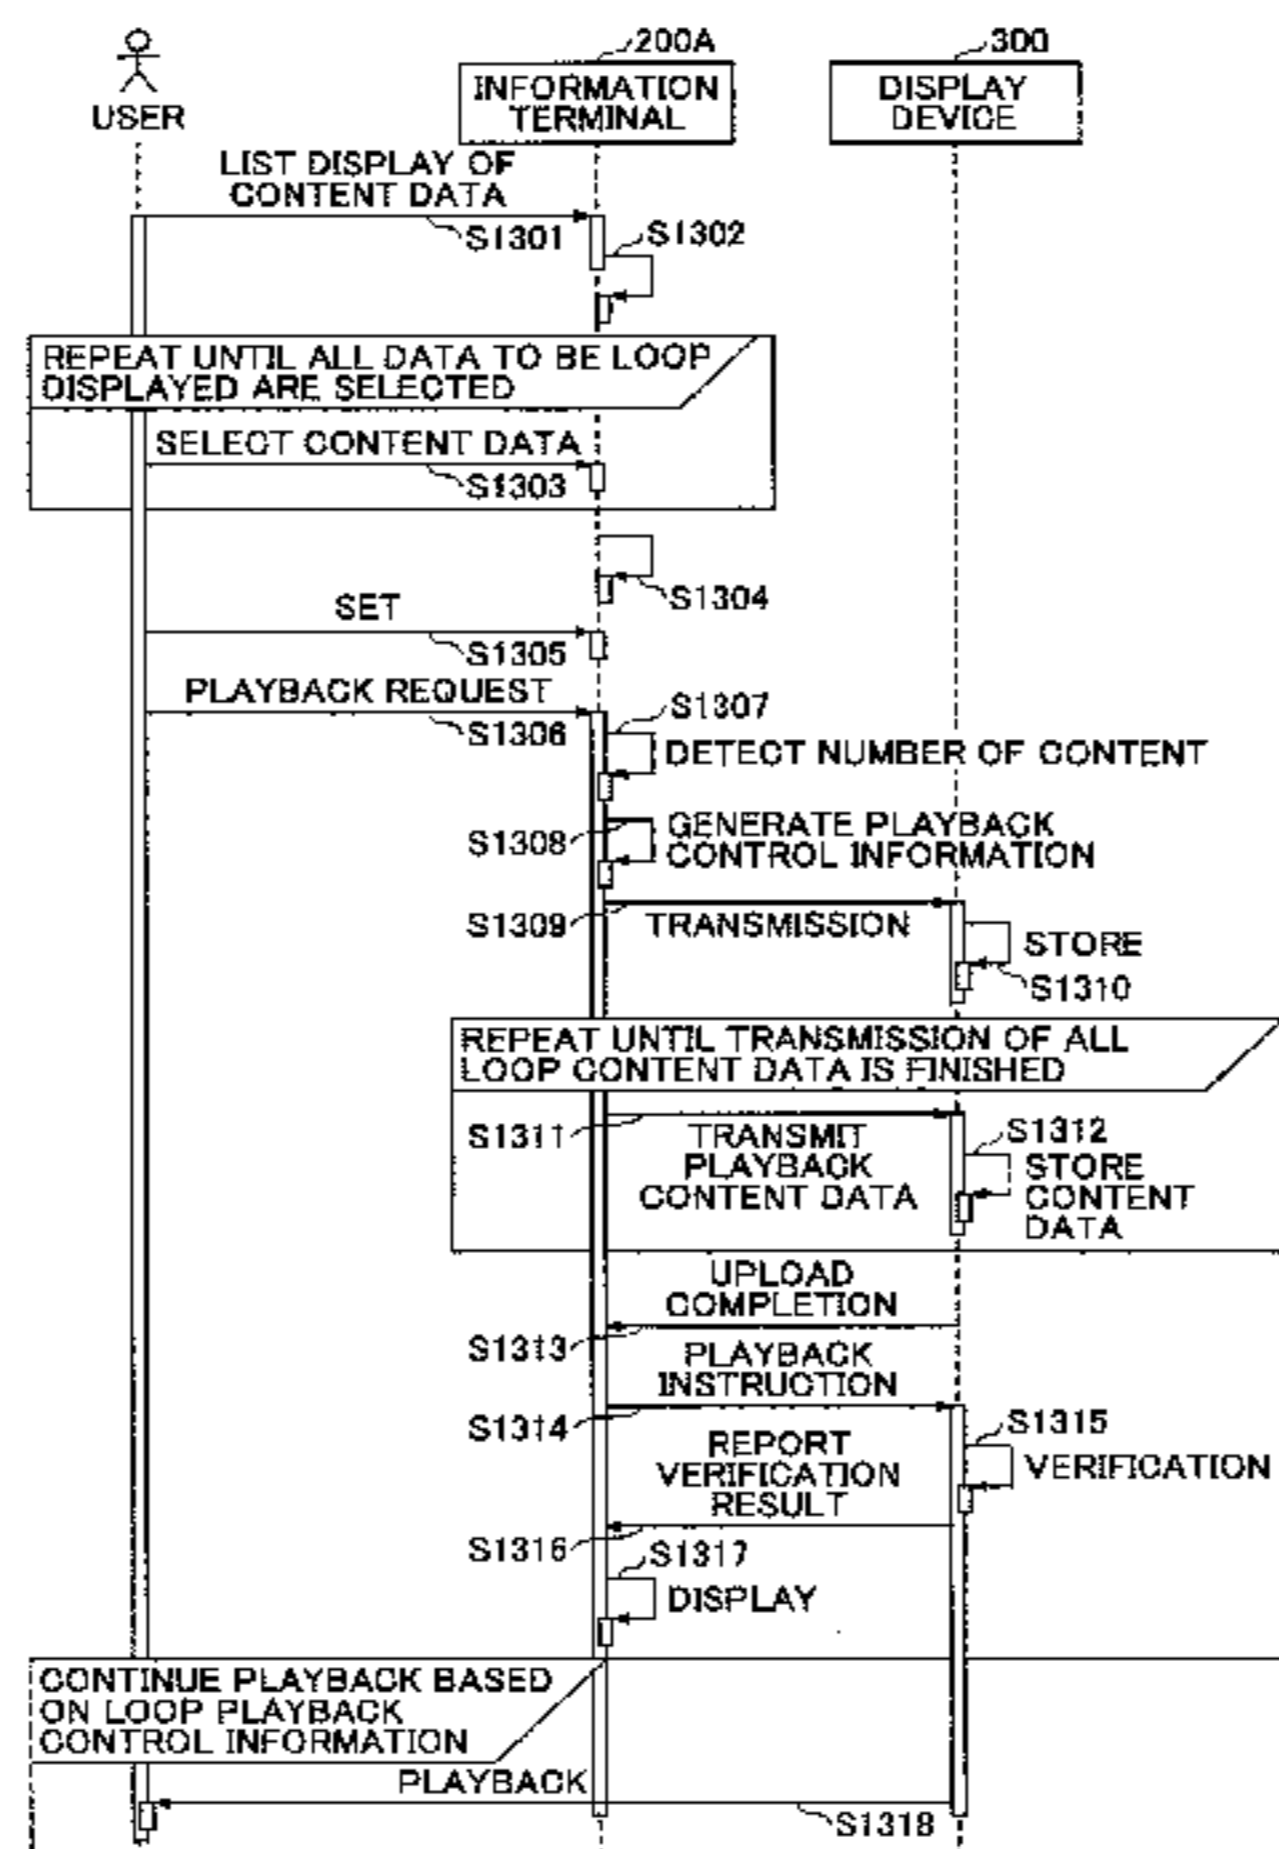 200A
300
USER
INFORMATION
TERMINAL
DISPLAY
DEVICE
LIST DISPLAY OF
CONTENT DATA
S1301
S1302
REPEAT UNTIL ALL DATA TO BE LOOP
DISPLAYED ARE SELECTED
SELECT CONTENT DATA
S1303
S1304
SET
S1305
PLAYBACK REQUEST
S1306
S1307
DETECT NUMBER OF CONTENT
S1308
GENERATE PLAYBACK
CONTROL INFORMATION
S1309
TRANSMISSION
STORE
S1310
REPEAT UNTIL TRANSMISSION OF ALL
LOOP CONTENT DATA IS FINISHED
S1311
TRANSMIT
PLAYBACK
CONTENT DATA
S1312
STORE
CONTENT
DATA
UPLOAD
COMPLETION
S1313
PLAYBACK
INSTRUCTION
S1314
S1315
VERIFICATION
REPORT
VERIFICATION
RESULT
S1316
S1317
DISPLAY
CONTINUE PLAYBACK BASED
ON LOOP PLAYBACK
CONTROL INFORMATION
PLAYBACK
S1318